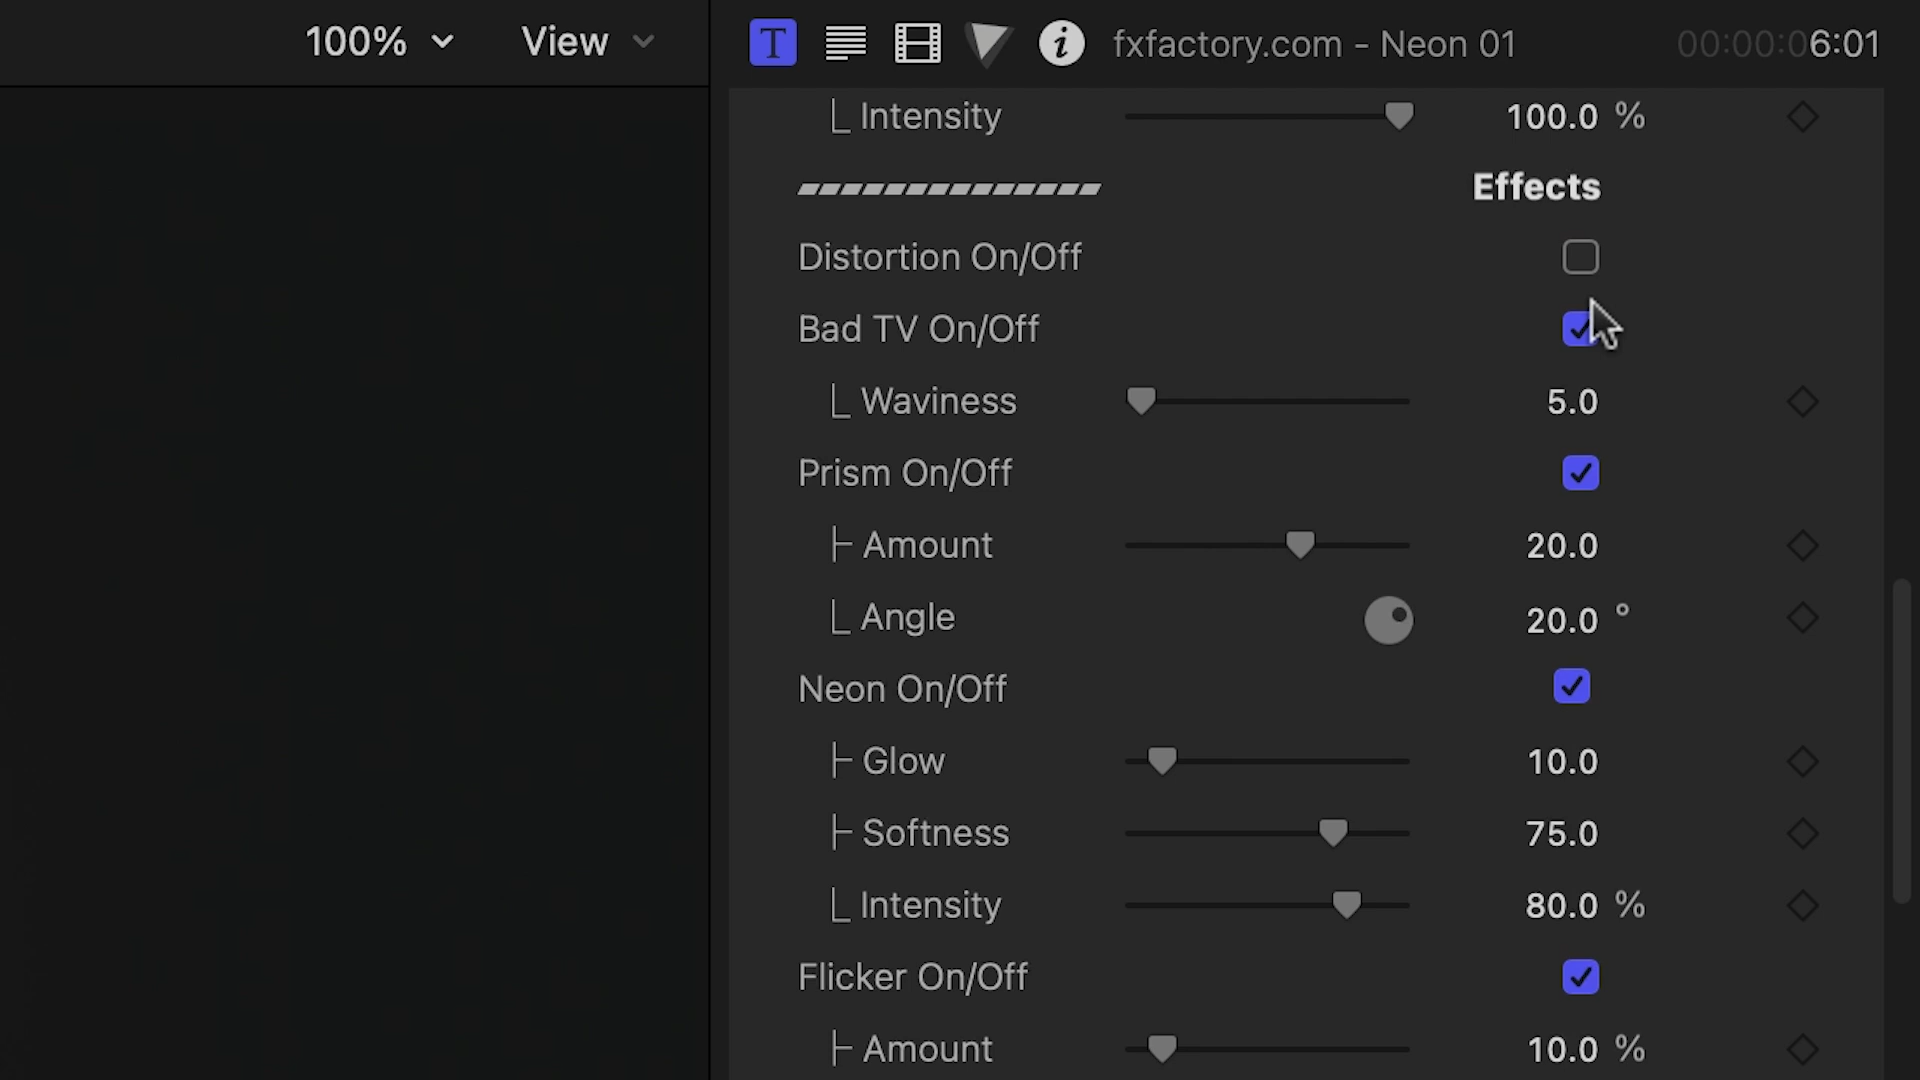 100% View T i fxfactory.com - Neon 01 00:00:06:01
Intensity 100.0 %
Effects
Distortion On/Off
Bad TV On/Off
Waviness 5.0
Prism On/Off
Amount 20.0
Angle 20.0 °
Neon On/Off
Glow 10.0
Softness 75.0
Intensity 80.0 %
Flicker On/Off
Amount 10.0 %